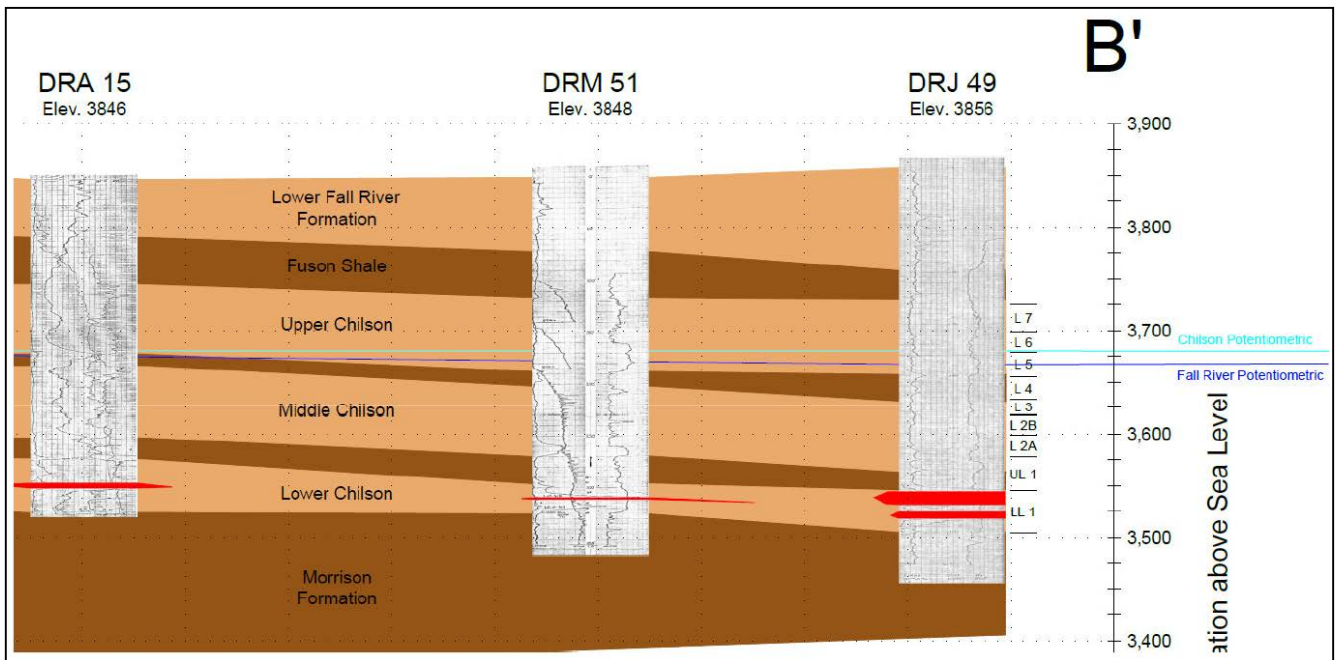 B'
DRA 15
Elev. 3846
DRM 51
Elev. 3848
DRJ 49
Elev. 3856
3,900
Lower Fall River
Formation
3,800
Fuson Shale
Upper Chilson
L 7
3,700
L 6
Chilson Potentiometric
L 5
Fall River Potentiometric
L 4
Middle Chilson
L 3
L 2B
3,600
L 2A
UL 1
Lower Chilson
LL 1
3,500
Morrison
Formation
3,400
ation above Sea Level